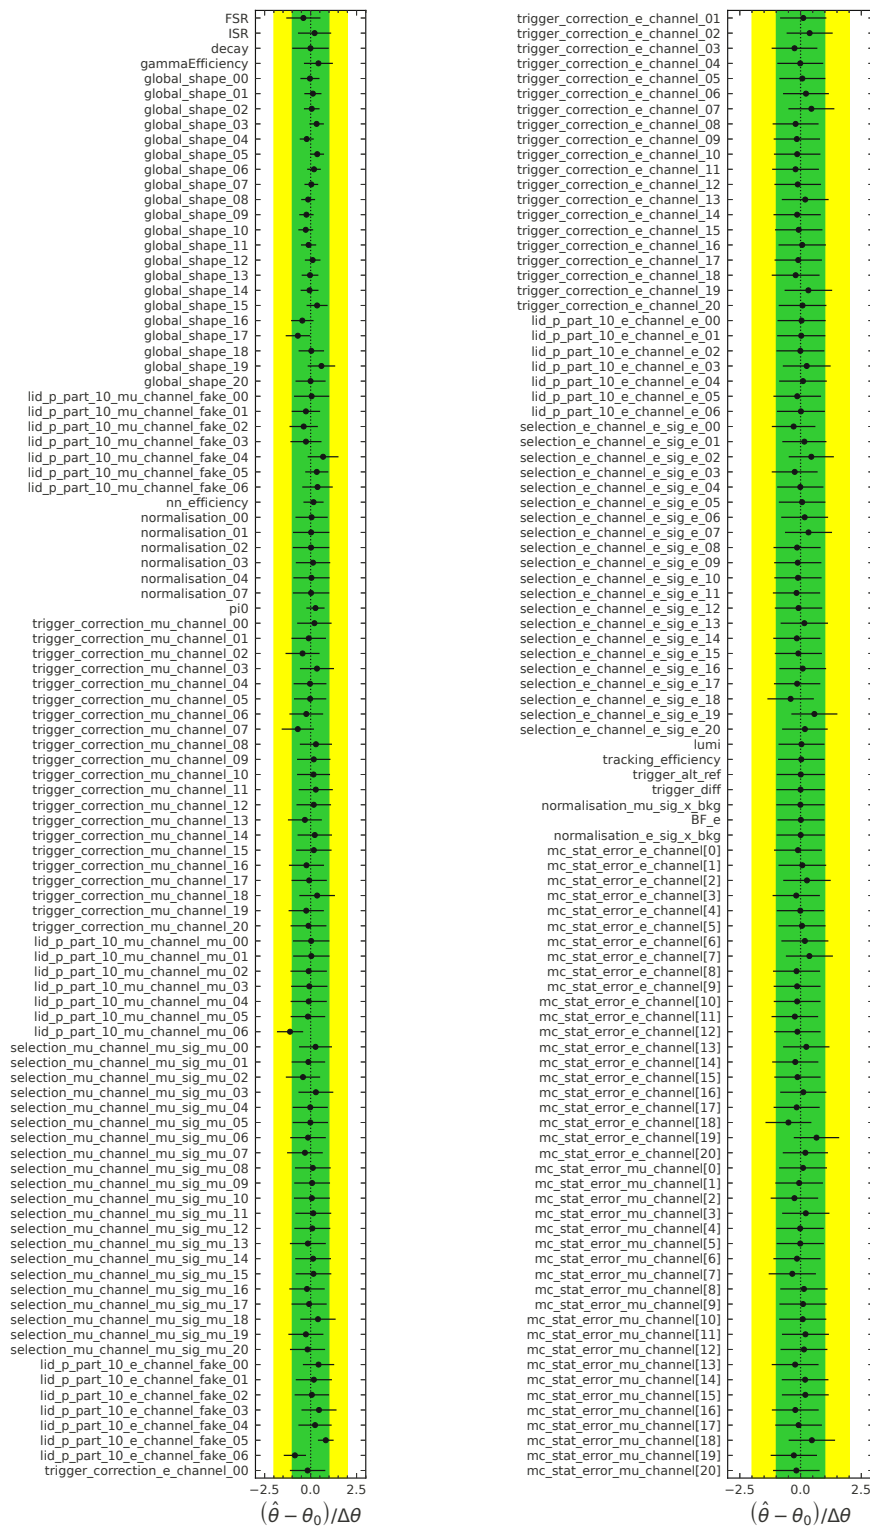 FSR
ISR
decay
gammaEfficiency
global_shape_00
global_shape_01
global_shape_02
global_shape_03
global_shape_04
global_shape_05
global_shape_06
global_shape_07
global_shape_08
global_shape_09
global_shape_10
global_shape_11
global_shape_12
global_shape_13
global_shape_14
global_shape_15
global_shape_16
global_shape_17
global_shape_18
global_shape_19
global_shape_20
lid_p_part_10_mu_channel_fake_00
lid_p_part_10_mu_channel_fake_01
lid_p_part_10_mu_channel_fake_02
lid_p_part_10_mu_channel_fake_03
lid_p_part_10_mu_channel_fake_04
lid_p_part_10_mu_channel_fake_05
lid_p_part_10_mu_channel_fake_06
nn_efficiency
normalisation_00
normalisation_01
normalisation_02
normalisation_03
normalisation_04
normalisation_07
pi0
trigger_correction_mu_channel_00
trigger_correction_mu_channel_01
trigger_correction_mu_channel_02
trigger_correction_mu_channel_03
trigger_correction_mu_channel_04
trigger_correction_mu_channel_05
trigger_correction_mu_channel_06
trigger_correction_mu_channel_07
trigger_correction_mu_channel_08
trigger_correction_mu_channel_09
trigger_correction_mu_channel_10
trigger_correction_mu_channel_11
trigger_correction_mu_channel_12
trigger_correction_mu_channel_13
trigger_correction_mu_channel_14
trigger_correction_mu_channel_15
trigger_correction_mu_channel_16
trigger_correction_mu_channel_17
trigger_correction_mu_channel_18
trigger_correction_mu_channel_19
trigger_correction_mu_channel_20
lid_p_part_10_mu_channel_mu_00
lid_p_part_10_mu_channel_mu_01
lid_p_part_10_mu_channel_mu_02
lid_p_part_10_mu_channel_mu_03
lid_p_part_10_mu_channel_mu_04
lid_p_part_10_mu_channel_mu_05
lid_p_part_10_mu_channel_mu_06
selection_mu_channel_mu_sig_mu_00
selection_mu_channel_mu_sig_mu_01
selection_mu_channel_mu_sig_mu_02
selection_mu_channel_mu_sig_mu_03
selection_mu_channel_mu_sig_mu_04
selection_mu_channel_mu_sig_mu_05
selection_mu_channel_mu_sig_mu_06
selection_mu_channel_mu_sig_mu_07
selection_mu_channel_mu_sig_mu_08
selection_mu_channel_mu_sig_mu_09
selection_mu_channel_mu_sig_mu_10
selection_mu_channel_mu_sig_mu_11
selection_mu_channel_mu_sig_mu_12
selection_mu_channel_mu_sig_mu_13
selection_mu_channel_mu_sig_mu_14
selection_mu_channel_mu_sig_mu_15
selection_mu_channel_mu_sig_mu_16
selection_mu_channel_mu_sig_mu_17
selection_mu_channel_mu_sig_mu_18
selection_mu_channel_mu_sig_mu_19
selection_mu_channel_mu_sig_mu_20
lid_p_part_10_e_channel_fake_00
lid_p_part_10_e_channel_fake_01
lid_p_part_10_e_channel_fake_02
lid_p_part_10_e_channel_fake_03
lid_p_part_10_e_channel_fake_04
lid_p_part_10_e_channel_fake_05
lid_p_part_10_e_channel_fake_06
trigger_correction_e_channel_00
−2.5 0.0 2.5
(θ̂ − θ₀)/Δθ
trigger_correction_e_channel_01
trigger_correction_e_channel_02
trigger_correction_e_channel_03
trigger_correction_e_channel_04
trigger_correction_e_channel_05
trigger_correction_e_channel_06
trigger_correction_e_channel_07
trigger_correction_e_channel_08
trigger_correction_e_channel_09
trigger_correction_e_channel_10
trigger_correction_e_channel_11
trigger_correction_e_channel_12
trigger_correction_e_channel_13
trigger_correction_e_channel_14
trigger_correction_e_channel_15
trigger_correction_e_channel_16
trigger_correction_e_channel_17
trigger_correction_e_channel_18
trigger_correction_e_channel_19
trigger_correction_e_channel_20
lid_p_part_10_e_channel_e_00
lid_p_part_10_e_channel_e_01
lid_p_part_10_e_channel_e_02
lid_p_part_10_e_channel_e_03
lid_p_part_10_e_channel_e_04
lid_p_part_10_e_channel_e_05
lid_p_part_10_e_channel_e_06
selection_e_channel_e_sig_e_00
selection_e_channel_e_sig_e_01
selection_e_channel_e_sig_e_02
selection_e_channel_e_sig_e_03
selection_e_channel_e_sig_e_04
selection_e_channel_e_sig_e_05
selection_e_channel_e_sig_e_06
selection_e_channel_e_sig_e_07
selection_e_channel_e_sig_e_08
selection_e_channel_e_sig_e_09
selection_e_channel_e_sig_e_10
selection_e_channel_e_sig_e_11
selection_e_channel_e_sig_e_12
selection_e_channel_e_sig_e_13
selection_e_channel_e_sig_e_14
selection_e_channel_e_sig_e_15
selection_e_channel_e_sig_e_16
selection_e_channel_e_sig_e_17
selection_e_channel_e_sig_e_18
selection_e_channel_e_sig_e_19
selection_e_channel_e_sig_e_20
lumi
tracking_efficiency
trigger_alt_ref
trigger_diff
normalisation_mu_sig_x_bkg
BF_e
normalisation_e_sig_x_bkg
mc_stat_error_e_channel[0]
mc_stat_error_e_channel[1]
mc_stat_error_e_channel[2]
mc_stat_error_e_channel[3]
mc_stat_error_e_channel[4]
mc_stat_error_e_channel[5]
mc_stat_error_e_channel[6]
mc_stat_error_e_channel[7]
mc_stat_error_e_channel[8]
mc_stat_error_e_channel[9]
mc_stat_error_e_channel[10]
mc_stat_error_e_channel[11]
mc_stat_error_e_channel[12]
mc_stat_error_e_channel[13]
mc_stat_error_e_channel[14]
mc_stat_error_e_channel[15]
mc_stat_error_e_channel[16]
mc_stat_error_e_channel[17]
mc_stat_error_e_channel[18]
mc_stat_error_e_channel[19]
mc_stat_error_e_channel[20]
mc_stat_error_mu_channel[0]
mc_stat_error_mu_channel[1]
mc_stat_error_mu_channel[2]
mc_stat_error_mu_channel[3]
mc_stat_error_mu_channel[4]
mc_stat_error_mu_channel[5]
mc_stat_error_mu_channel[6]
mc_stat_error_mu_channel[7]
mc_stat_error_mu_channel[8]
mc_stat_error_mu_channel[9]
mc_stat_error_mu_channel[10]
mc_stat_error_mu_channel[11]
mc_stat_error_mu_channel[12]
mc_stat_error_mu_channel[13]
mc_stat_error_mu_channel[14]
mc_stat_error_mu_channel[15]
mc_stat_error_mu_channel[16]
mc_stat_error_mu_channel[17]
mc_stat_error_mu_channel[18]
mc_stat_error_mu_channel[19]
mc_stat_error_mu_channel[20]
−2.5 0.0 2.5
(θ̂ − θ₀)/Δθ